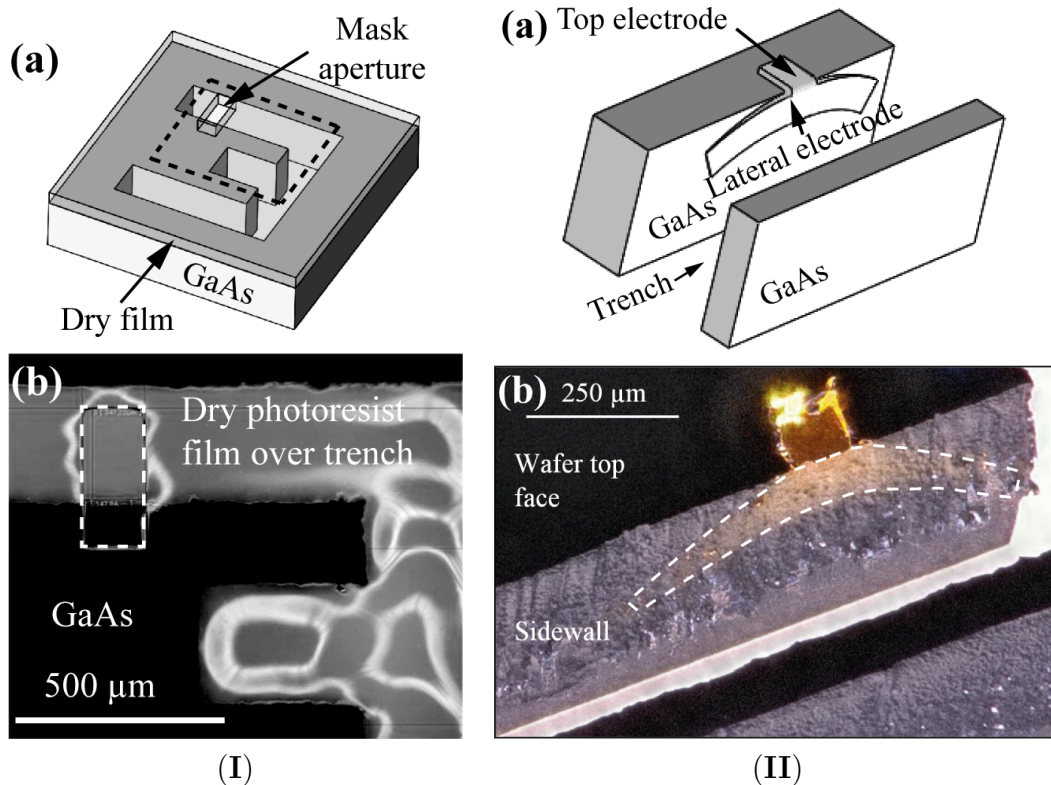 (a)
Mask
aperture
GaAs
Dry film
(b)
Dry photoresist
film over trench
GaAs
500 µm
(I)
(a)
Top electrode
Lateral electrode
GaAs
Trench
GaAs
(b)
250 µm
Wafer top
face
Sidewall
(II)